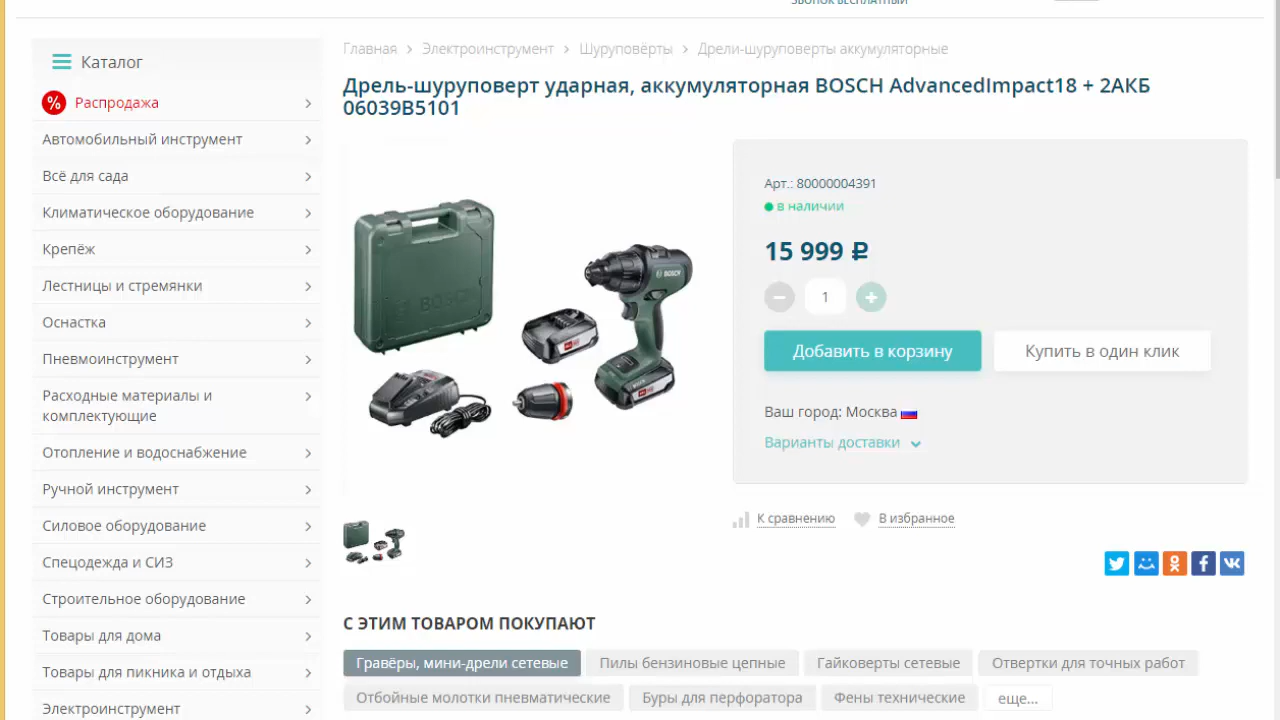 ЗВОНОК БЕСПЛАТНЫЙ
Каталог
% Распродажа
Автомобильный инструмент
Всё для сада
Климатическое оборудование
Крепёж
Лестницы и стремянки
Оснастка
Пневмоинструмент
Расходные материалы и
комплектующие
Отопление и водоснабжение
Ручной инструмент
Силовое оборудование
Спецодежда и СИЗ
Строительное оборудование
Товары для дома
Товары для пикника и отдыха
Электроинструмент
Главная > Электроинструмент > Шуруповёрты > Дрели-шуруповерты аккумуляторные
Дрель-шуруповерт ударная, аккумуляторная BOSCH AdvancedImpact18 + 2АКБ
06039B5101
BOSCH
BOSCH
Арт.: 80000004391
в наличии
15 999 ₽
− 1 +
Добавить в корзину
Купить в один клик
Ваш город: Москва
Варианты доставки
К сравнению
В избранное
С ЭТИМ ТОВАРОМ ПОКУПАЮТ
Гравёры, мини-дрели сетевые
Пилы бензиновые цепные
Гайковерты сетевые
Отвертки для точных работ
Отбойные молотки пневматические
Буры для перфоратора
Фены технические
еще...